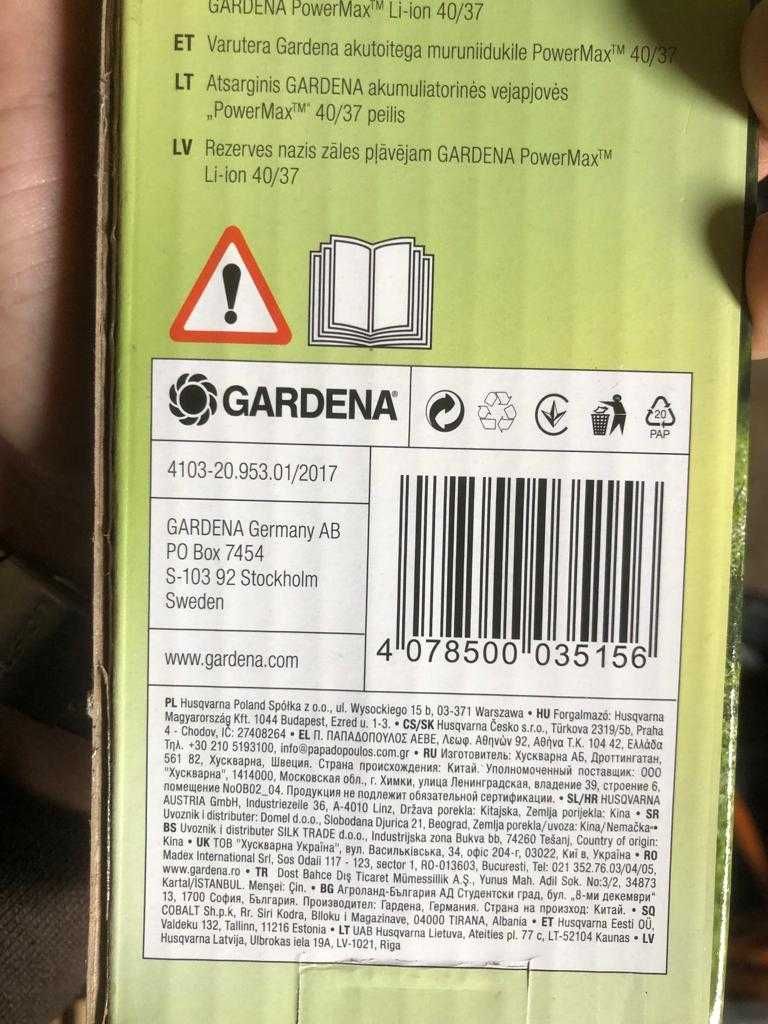 GARDENA PowerMax™ Li-ion 40/37
ET Varutera Gardena akutoitega muruniidukile PowerMax™ 40/37
LT Atsarginis GARDENA akumuliatorinės vejapjovės
„PowerMax™“ 40/37 peilis
LV Rezerves nazis zāles pļāvējam GARDENA PowerMax™
Li-ion 40/37
GARDENA®
20
PAP
4103-20.953.01/2017
GARDENA Germany AB
PO Box 7454
S-103 92 Stockholm
Sweden
www.gardena.com
4 078500 035156
PL Husqvarna Poland Spółka z o.o., ul. Wysockiego 15 b, 03-371 Warszawa • HU Forgalmazó: Husqvarna
Magyarország Kft. 1044 Budapest, Ezred u. 1-3. • CS/SK Husqvarna Česko s.r.o., Türkova 2319/5b, Praha
4 - Chodov, IČ: 27408264 • EL Π. ΠΑΠΑΔΟΠΟΥΛΟΣ ΑΕΒΕ, Λεωφ. Αθηνών 92, Αθήνα Τ.Κ. 104 42, Ελλάδα
Τηλ. +30 210 5193100, info@papadopoulos.com.gr • RU Изготовитель: Хускварна АБ, Дроттингатан,
561 82, Хускварна, Швеция. Страна происхождения: Китай. Уполномоченный поставщик: ООО
"Хускварна", 1414000, Московская обл., г. Химки, улица Ленинградская, владение 39, строение 6,
помещение №OB02_04. Продукция не подлежит обязательной сертификации. • SL/HR HUSQVARNA
AUSTRIA GmbH, Industriezeile 36, A-4010 Linz, Država porekla: Kitajska, Zemlja porijekla: Kina • SR
Uvoznik i distributer: Domel d.o.o., Slobodana Djurica 21, Beograd, Zemlja porekla/uvoza: Kina/Nemačka•
BS Uvoznik i distributer SILK TRADE d.o.o., Industrijska zona Bukva bb, 74260 Tešanj, Country of origin:
Kina • UK ТОВ "Хускварна Україна", вул. Васильківська, 34, офіс 204-г, 03022, Киї в, Україна • RO
Madex International Srl, Sos Odaii 117 - 123, sector 1, RO-013603, Bucuresti, Tel: 021 352.76.03/04/05,
www.gardena.ro • TR Dost Bahce Dış Ticaret Mümessillik A.Ş., Yunus Mah. Adil Sok. No:3/2, 34873
Kartal/İSTANBUL. Menşei: Çin. • BG Агроланд-България АД Студентски град, бул. „8-ми декември“
13, 1700 София, България. Производител: Гардена, Германия. Страна на произход: Китай. • SQ
COBALT Sh.p.k, Rr. Siri Kodra, Blloku i Magazinave, 04000 TIRANA, Albania • ET Husqvarna Eesti OÜ,
Valdeku 132, Tallinn, 11216 Estonia • LT UAB Husqvarna Lietuva, Ateities pl. 77 c, LT-52104 Kaunas • LV
Husqvarna Latvija, Ulbrokas iela 19A, LV-1021, Riga